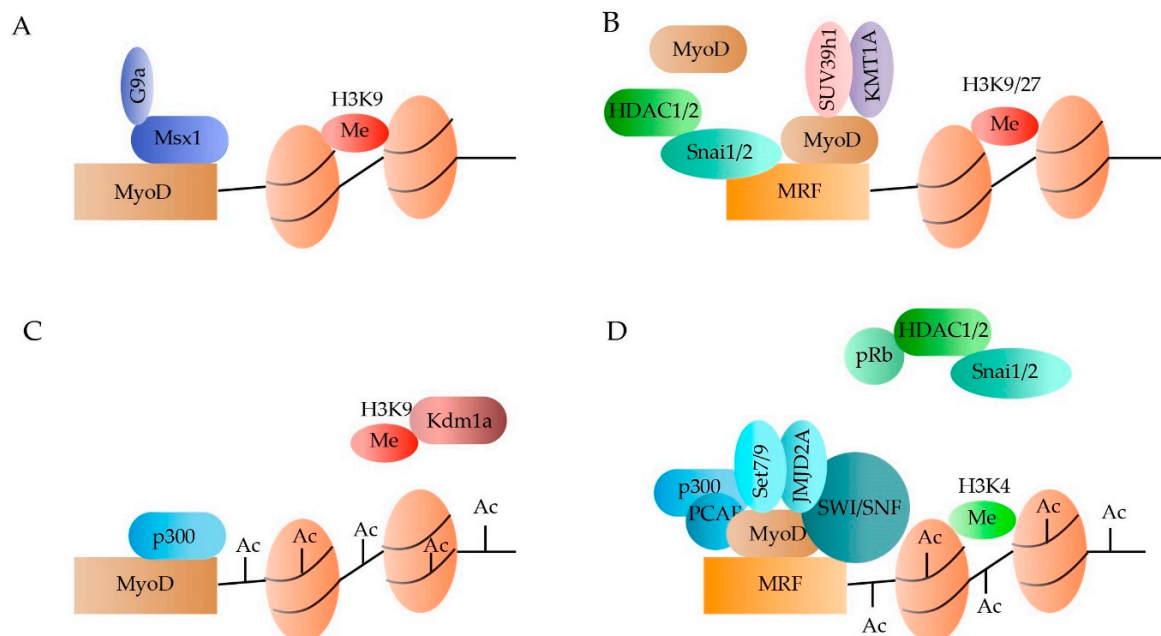 A
G9a
Msx1
MyoD
H3K9
Me
B
MyoD
HDAC1/2
Snai1/2
SUV39h1
KMT1A
MyoD
MRF
H3K9/27
Me
C
H3K9
Me
Kdm1a
p300
MyoD
Ac
Ac
Ac
Ac
Ac
D
pRb
HDAC1/2
Snai1/2
p300
PCAF
Set7/9
JMJD2A
SWI/SNF
MyoD
MRF
H3K4
Me
Ac
Ac
Ac
Ac
Ac